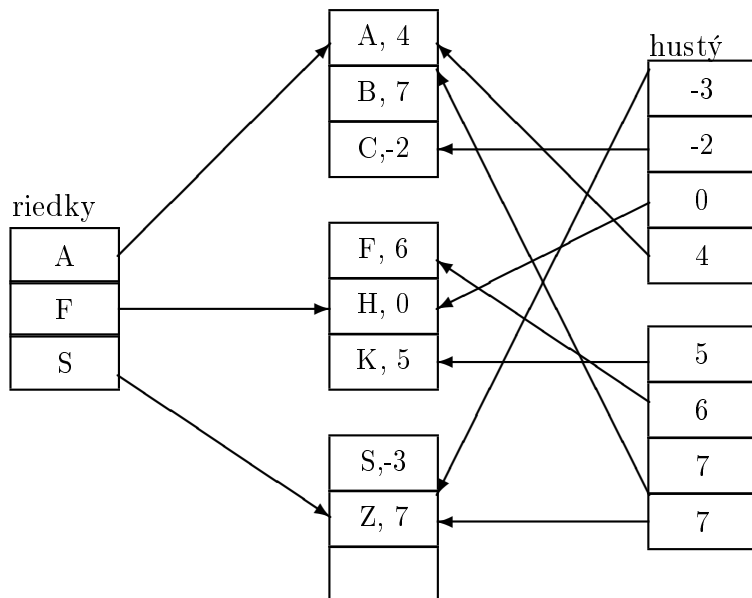 riedky
A
F
S
A, 4
B, 7
C,-2
F, 6
H, 0
K, 5
S,-3
Z, 7
hustý
-3
-2
0
4
5
6
7
7